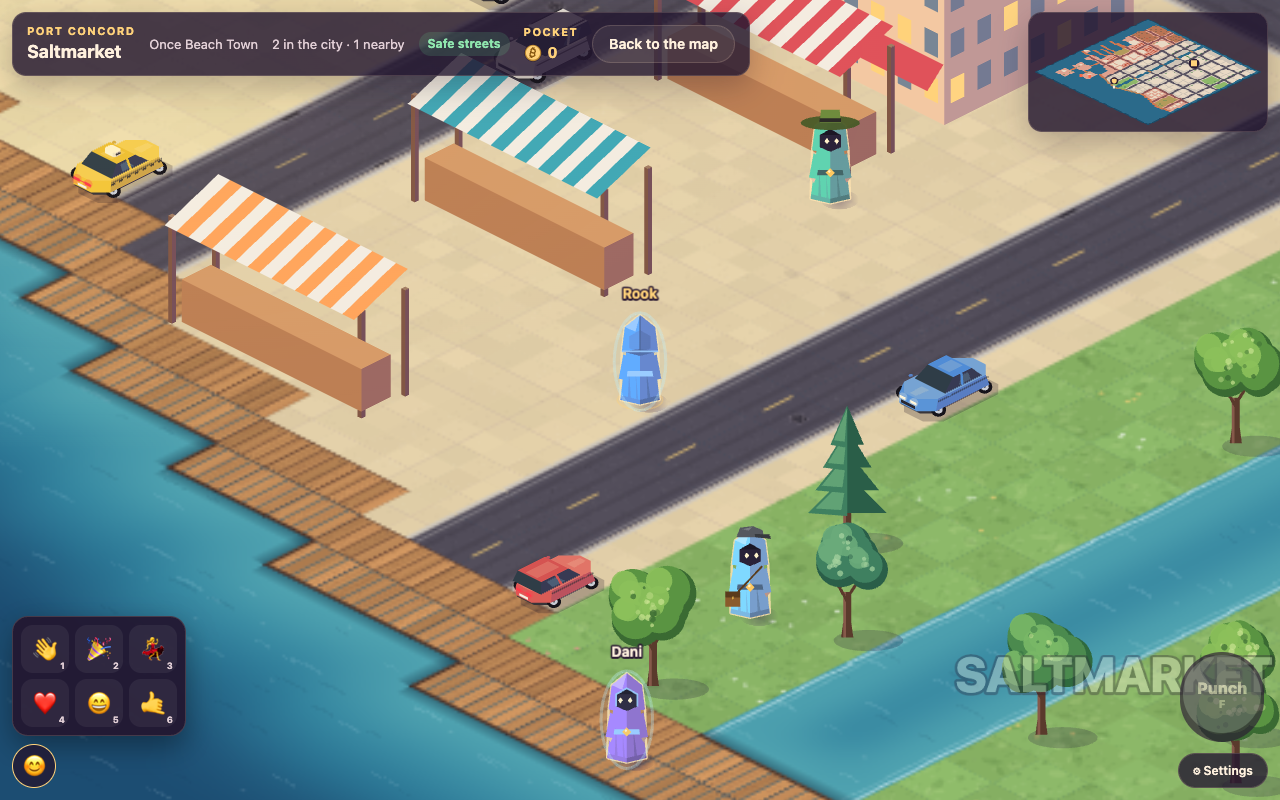 PORT CONCORD
Saltmarket
Once Beach Town
2 in the city · 1 nearby
Safe streets
POCKET
0
Back to the map
Rook
Dani
SALTMARKET
Punch
F
1
2
3
4
5
6
Settings